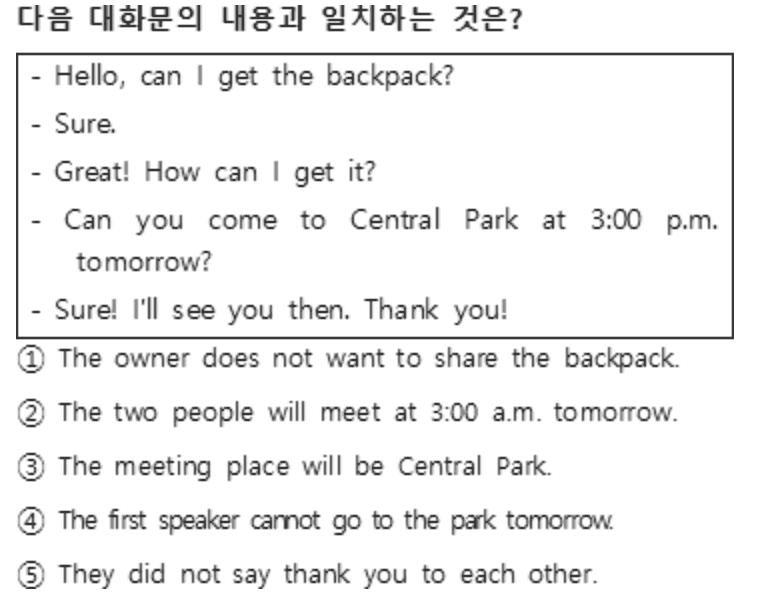 다음 대화문의 내용과 일치하는 것은?
- Hello, can I get the backpack?
- Sure.
- Great! How can I get it?
- Can you come to Central Park at 3:00 p.m.
tomorrow?
- Sure! I'll see you then. Thank you!
① The owner does not want to share the backpack.
② The two people will meet at 3:00 a.m. tomorrow.
③ The meeting place will be Central Park.
④ The first speaker cannot go to the park tomorrow.
⑤ They did not say thank you to each other.